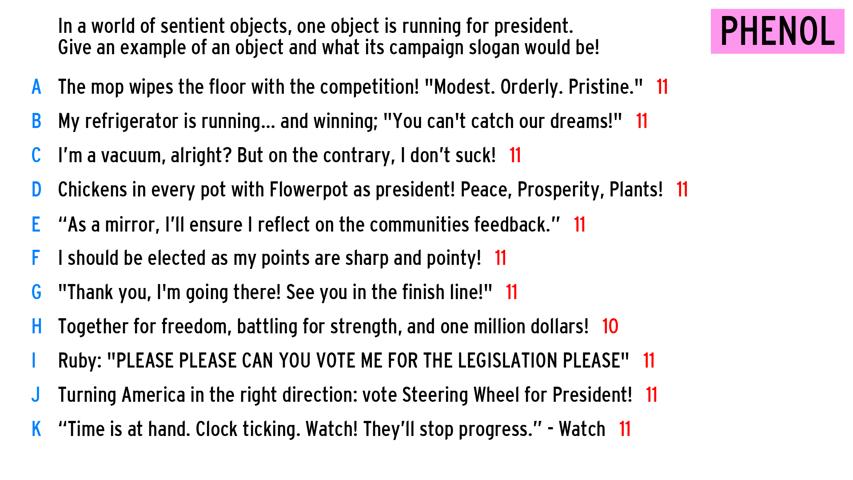 In a world of sentient objects, one object is running for president.
Give an example of an object and what its campaign slogan would be!
PHENOL
A The mop wipes the floor with the competition! "Modest. Orderly. Pristine." 11
B My refrigerator is running... and winning; "You can't catch our dreams!" 11
C I’m a vacuum, alright? But on the contrary, I don’t suck! 11
D Chickens in every pot with Flowerpot as president! Peace, Prosperity, Plants! 11
E “As a mirror, I’ll ensure I reflect on the communities feedback.” 11
F I should be elected as my points are sharp and pointy! 11
G "Thank you, I'm going there! See you in the finish line!" 11
H Together for freedom, battling for strength, and one million dollars! 10
I Ruby: "PLEASE PLEASE CAN YOU VOTE ME FOR THE LEGISLATION PLEASE" 11
J Turning America in the right direction: vote Steering Wheel for President! 11
K “Time is at hand. Clock ticking. Watch! They’ll stop progress.” - Watch 11